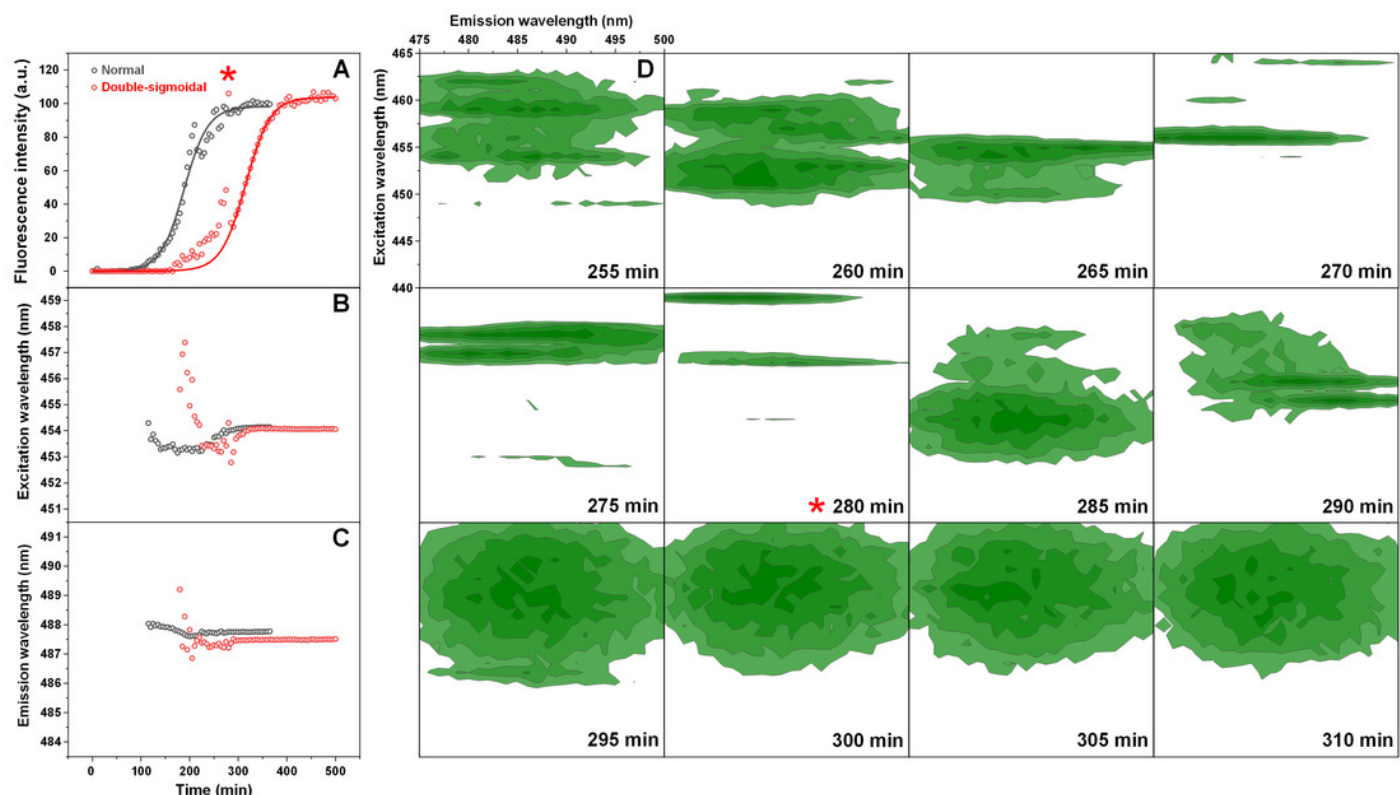 Emission wavelength (nm)
475 480 485 490 495 500
Fluorescence intensity (a.u.)
120
100
80
60
40
20
0
Normal
Double-sigmoidal
*
A
Excitation wavelength (nm)
459
458
457
456
455
454
453
452
451
B
Emission wavelength (nm)
491
490
489
488
487
486
485
484
C
0 100 200 300 400 500
Time (min)
Excitation wavelength (nm)
465
460
455
450
445
440
D
255 min
260 min
265 min
270 min
275 min
* 280 min
285 min
290 min
295 min
300 min
305 min
310 min